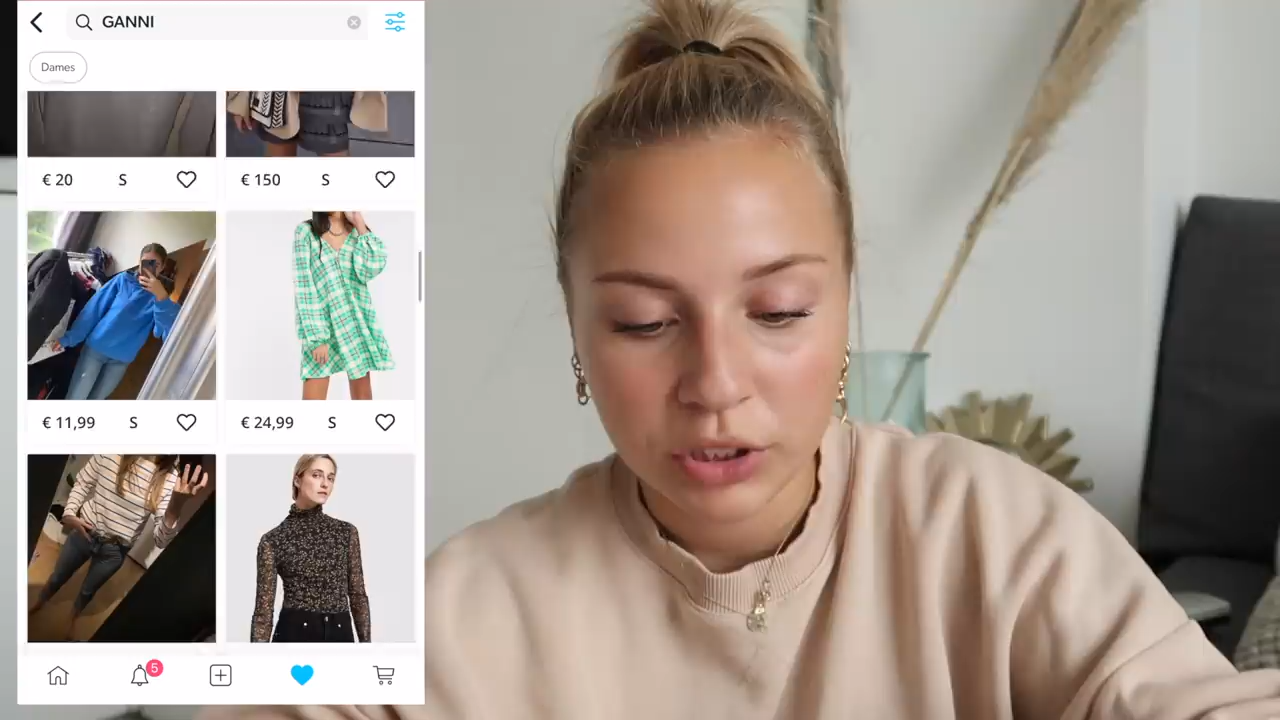 GANNI
Dames
€ 20 S
€ 150 S
€ 11,99 S
€ 24,99 S
5